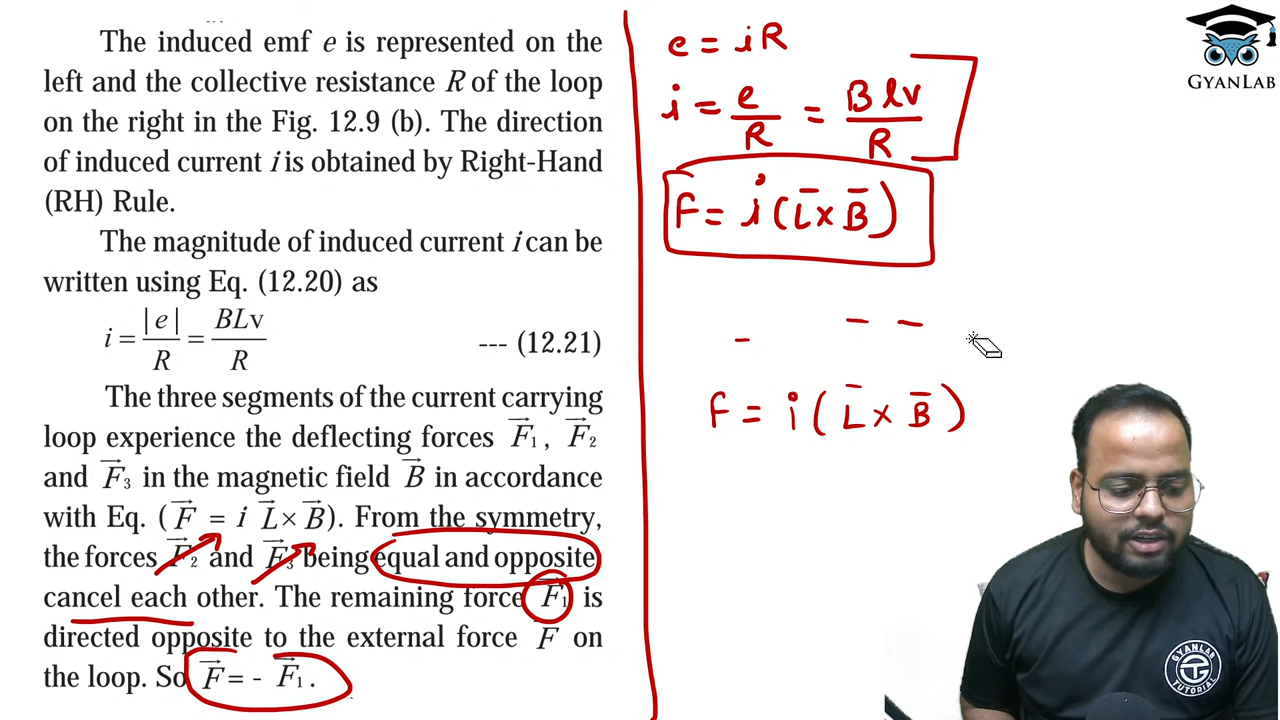 The induced emf e is represented on the
left and the collective resistance R of the loop
on the right in the Fig. 12.9 (b). The direction
of induced current i is obtained by Right-Hand
(RH) Rule.
The magnitude of induced current i can be
written using Eq. (12.20) as
i = |e|/R = BLv/R --- (12.21)
The three segments of the current carrying
loop experience the deflecting forces F⃗₁, F⃗₂
and F⃗₃ in the magnetic field B⃗ in accordance
with Eq. (F⃗ = i L⃗×B⃗). From the symmetry,
the forces F⃗₂ and F⃗₃ being equal and opposite
cancel each other. The remaining force F⃗₁ is
directed opposite to the external force F⃗ on
the loop. So F⃗ = - F⃗₁.
e = iR
i = e/R = Blv/R
F = i(L̄×B̄)
F = i(L̄×B̄)
GYANLAB
GYANLAB
TUTORIAL